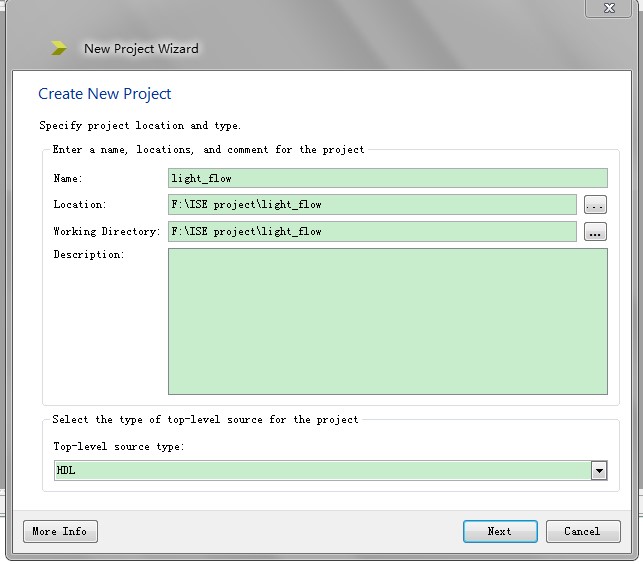 New Project Wizard
Create New Project
Specify project location and type.
Enter a name, locations, and comment for the project
Name: light_flow
Location: F:\ISE project\light_flow ...
Working Directory: F:\ISE project\light_flow ...
Description:
Select the type of top-level source for the project
Top-level source type:
HDL
More Info Next Cancel